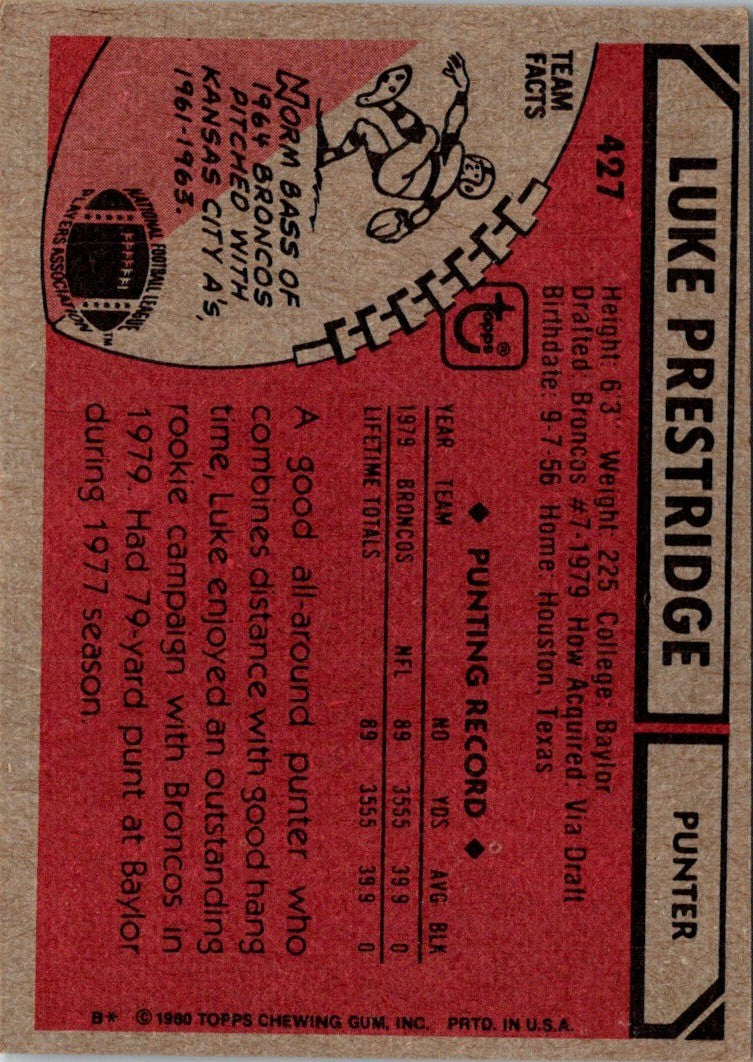 LUKE PRESTRIDGE
PUNTER
427
Height: 6'3" Weight: 225 College: Baylor
Drafted: Broncos #7-1979 How Acquired: Via Draft
Birthdate: 9-7-56 Home: Houston, Texas
TEAM
FACTS
NORM BASS OF
1964 BRONCOS
PITCHED WITH
KANSAS CITY A's,
1961-1963.
NATIONAL FOOTBALL LEAGUE
PLAYERS ASSOCIATION
TM
topps®
◆ PUNTING RECORD ◆
YEAR TEAM NO YDS AVG BLK
1979 BRONCOS NFL 89 3555 39.9 0
LIFETIME TOTALS 89 3555 39.9 0
A good all-around punter who
combines distance with good hang
time, Luke enjoyed an outstanding
rookie campaign with Broncos in
1979. Had 79-yard punt at Baylor
during 1977 season.
B* © 1980 TOPPS CHEWING GUM, INC. PRTD. IN U.S.A.